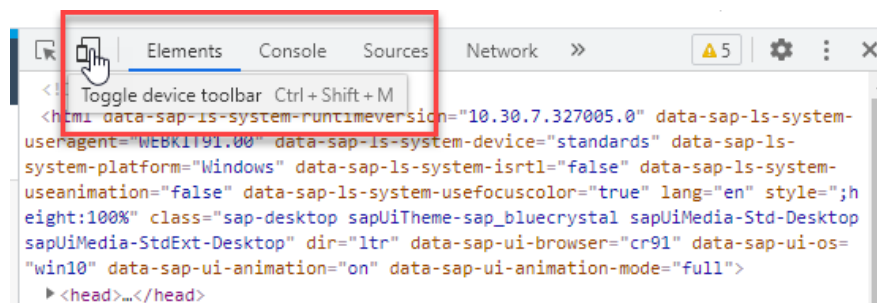 Elements Console Sources Network » 5
Toggle device toolbar Ctrl + Shift + M
<html data-sap-ls-system-runtimeversion="10.30.7.327005.0" data-sap-ls-system-
useragent="WEBKIT91.00" data-sap-ls-system-device="standards" data-sap-ls-
system-platform="Windows" data-sap-ls-system-isrtl="false" data-sap-ls-system-
useanimation="false" data-sap-ls-system-usefocuscolor="true" lang="en" style=";h
eight:100%" class="sap-desktop sapUiTheme-sap_bluecrystal sapUiMedia-Std-Desktop
sapUiMedia-StdExt-Desktop" dir="ltr" data-sap-ui-browser="cr91" data-sap-ui-os=
"win10" data-sap-ui-animation="on" data-sap-ui-animation-mode="full">
<head>…</head>